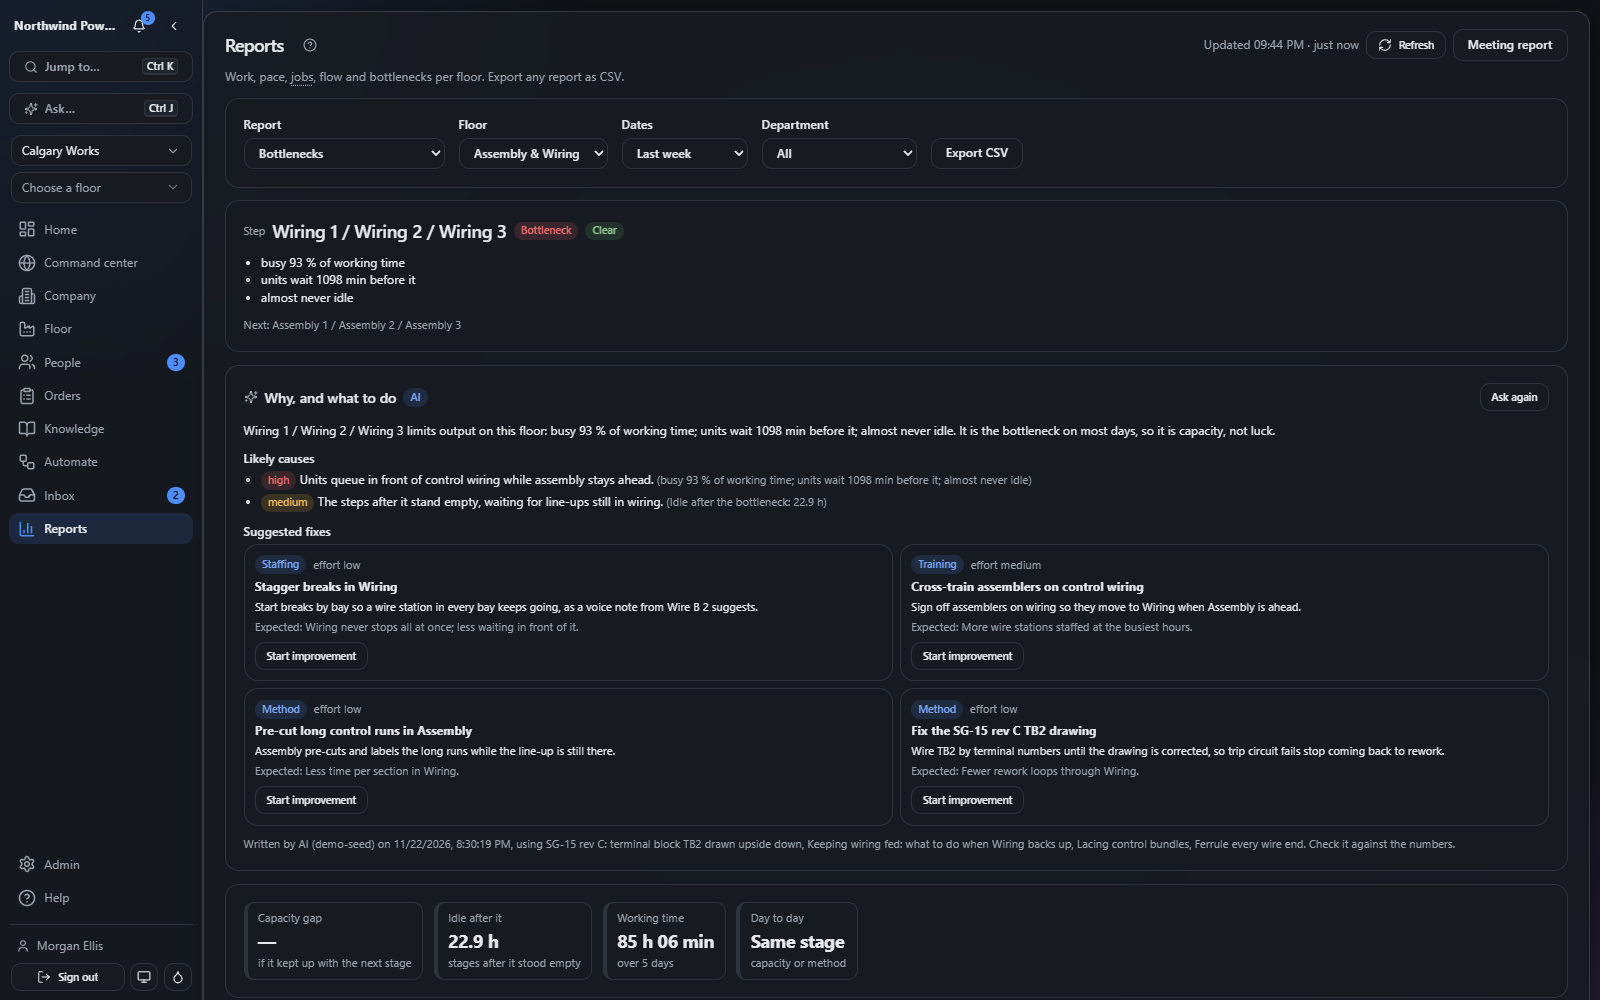 Northwind Pow...
5
Jump to...
Ctrl K
Ask...
Ctrl J
Calgary Works
Choose a floor
Home
Command center
Company
Floor
People
3
Orders
Knowledge
Automate
Inbox
2
Reports
Admin
Help
Morgan Ellis
Sign out
Reports
Updated 09:44 PM · just now
Refresh
Meeting report
Work, pace, jobs, flow and bottlenecks per floor. Export any report as CSV.
Report
Floor
Dates
Department
Bottlenecks
Assembly & Wiring
Last week
All
Export CSV
Step Wiring 1 / Wiring 2 / Wiring 3 Bottleneck Clear
busy 93 % of working time
units wait 1098 min before it
almost never idle
Next: Assembly 1 / Assembly 2 / Assembly 3
Why, and what to do AI
Ask again
Wiring 1 / Wiring 2 / Wiring 3 limits output on this floor: busy 93 % of working time; units wait 1098 min before it; almost never idle. It is the bottleneck on most days, so it is capacity, not luck.
Likely causes
high Units queue in front of control wiring while assembly stays ahead. (busy 93 % of working time; units wait 1098 min before it; almost never idle)
medium The steps after it stand empty, waiting for line-ups still in wiring. (Idle after the bottleneck: 22.9 h)
Suggested fixes
Staffing effort low
Stagger breaks in Wiring
Start breaks by bay so a wire station in every bay keeps going, as a voice note from Wire B 2 suggests.
Expected: Wiring never stops all at once; less waiting in front of it.
Start improvement
Training effort medium
Cross-train assemblers on control wiring
Sign off assemblers on wiring so they move to Wiring when Assembly is ahead.
Expected: More wire stations staffed at the busiest hours.
Start improvement
Method effort low
Pre-cut long control runs in Assembly
Assembly pre-cuts and labels the long runs while the line-up is still there.
Expected: Less time per section in Wiring.
Start improvement
Method effort low
Fix the SG-15 rev C TB2 drawing
Wire TB2 by terminal numbers until the drawing is corrected, so trip circuit fails stop coming back to rework.
Expected: Fewer rework loops through Wiring.
Start improvement
Written by AI (demo-seed) on 11/22/2026, 8:30:19 PM, using SG-15 rev C: terminal block TB2 drawn upside down, Keeping wiring fed: what to do when Wiring backs up, Lacing control bundles, Ferrule every wire end. Check it against the numbers.
Capacity gap
—
if it kept up with the next stage
Idle after it
22.9 h
stages after it stood empty
Working time
85 h 06 min
over 5 days
Day to day
Same stage
capacity or method